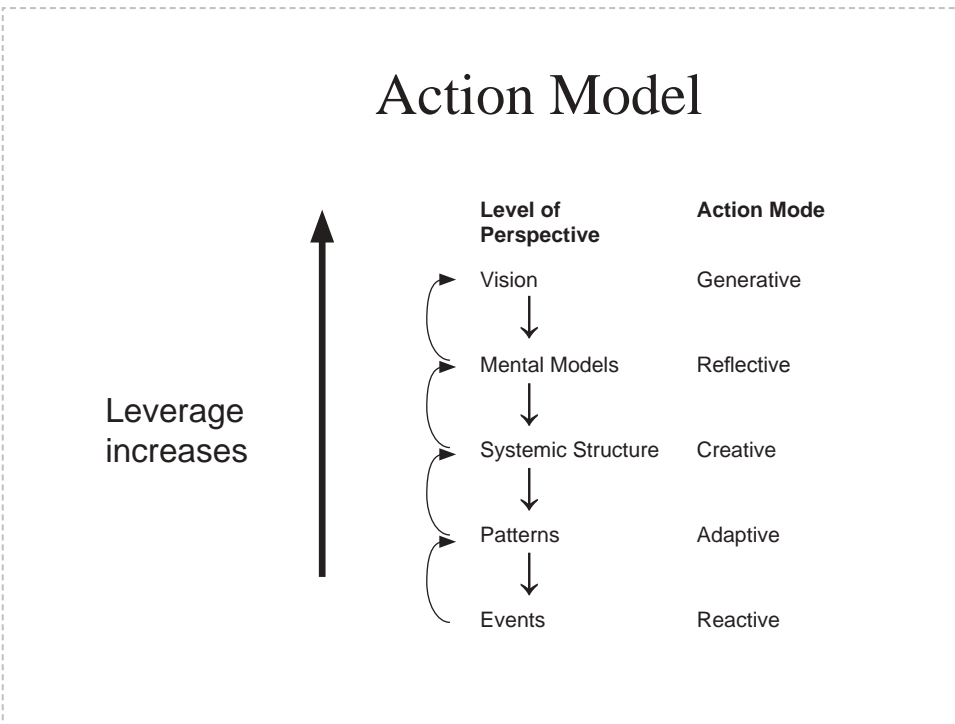 Action Model
Level of
Perspective
Action Mode
Vision
Generative
Mental Models
Reflective
Leverage
increases
Systemic Structure
Creative
Patterns
Adaptive
Events
Reactive